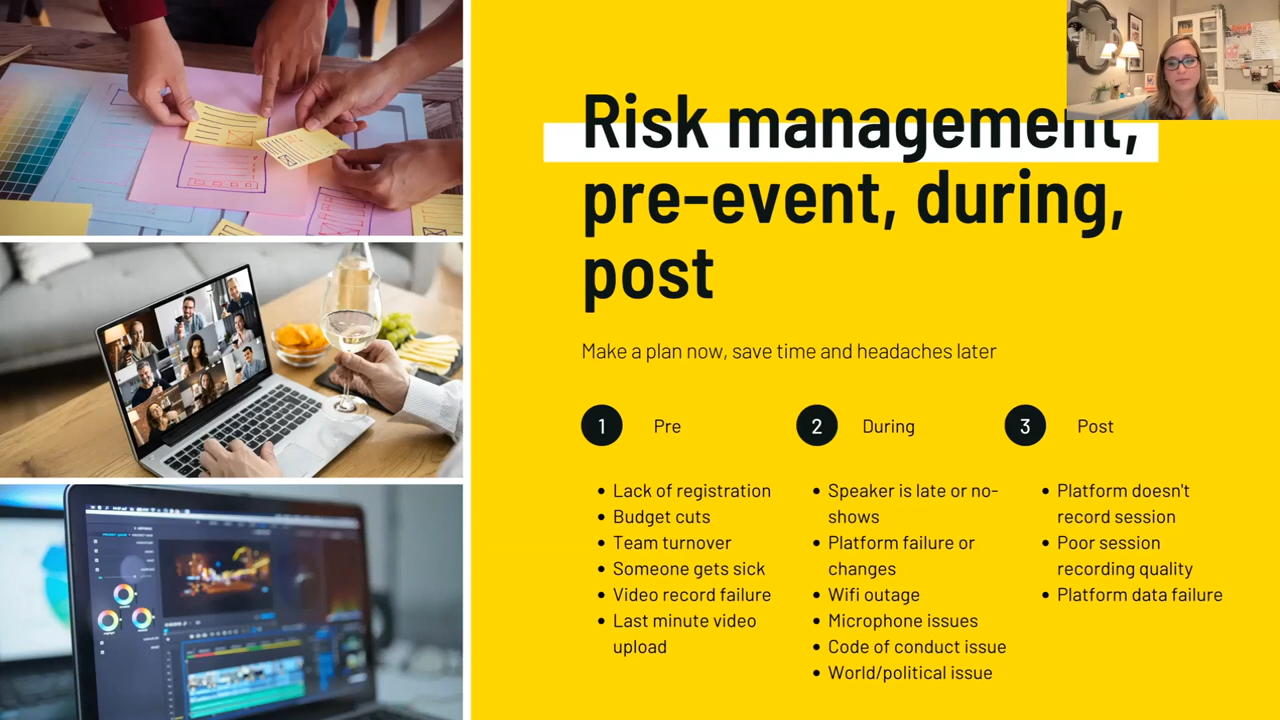 Risk management,
pre-event, during,
post
Make a plan now, save time and headaches later
1 Pre
Lack of registration
Budget cuts
Team turnover
Someone gets sick
Video record failure
Last minute video
upload
2 During
Speaker is late or no-
shows
Platform failure or
changes
Wifi outage
Microphone issues
Code of conduct issue
World/political issue
3 Post
Platform doesn't
record session
Poor session
recording quality
Platform data failure